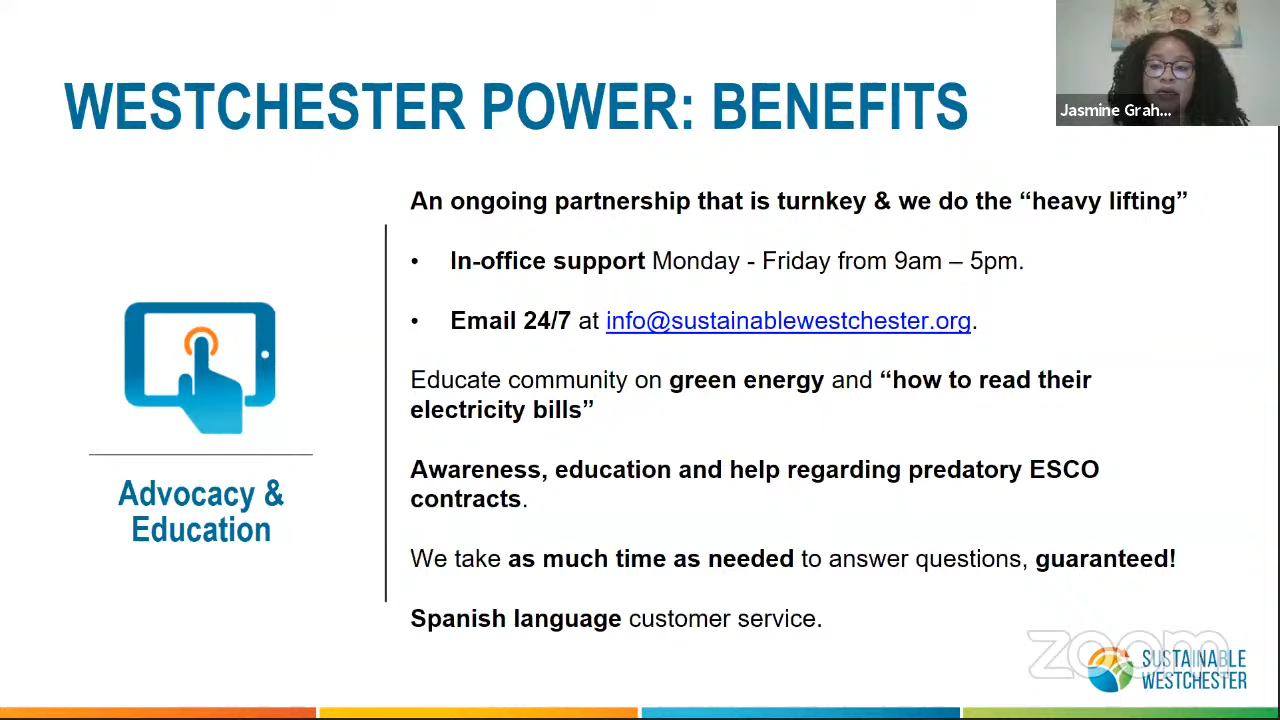 WESTCHESTER POWER: BENEFITS
Jasmine Grah...
An ongoing partnership that is turnkey & we do the “heavy lifting”
• In-office support Monday - Friday from 9am – 5pm.
• Email 24/7 at info@sustainablewestchester.org.
Educate community on green energy and “how to read their
electricity bills”
Awareness, education and help regarding predatory ESCO
contracts.
We take as much time as needed to answer questions, guaranteed!
Spanish language customer service.
Advocacy &
Education
zoom
SUSTAINABLE
WESTCHESTER